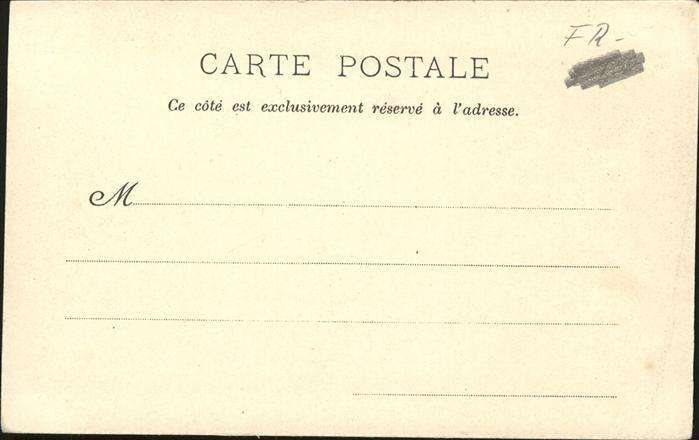 FR-
CARTE POSTALE
Ce côté est exclusivement réservé à l'adresse.
M